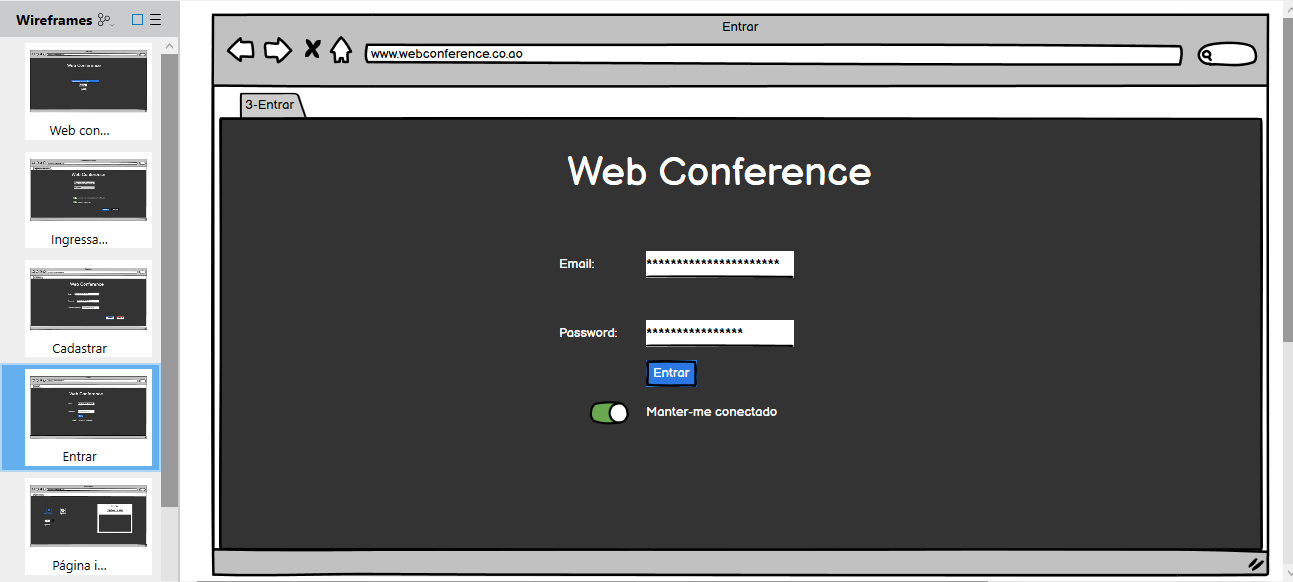 Wireframes
Web con...
Ingressa...
Cadastrar
Entrar
Página i...
Entrar
www.webconference.co.ao
3-Entrar
Web Conference
Email:
**********************
Password:
****************
Entrar
Manter-me conectado